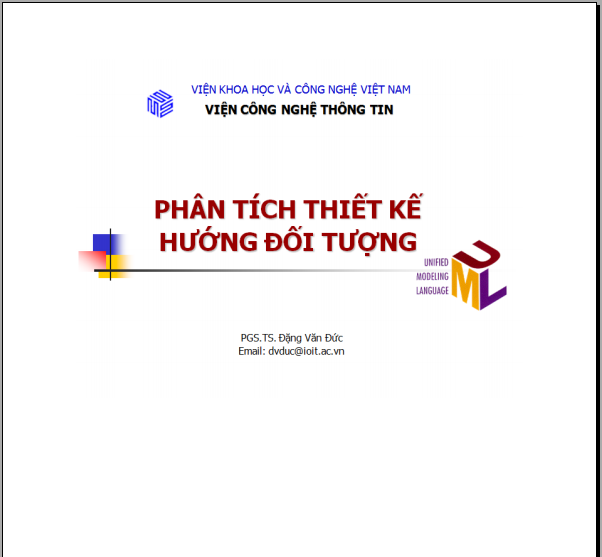 VIỆN KHOA HỌC VÀ CÔNG NGHỆ VIỆT NAM
VIỆN CÔNG NGHỆ THÔNG TIN
PHÂN TÍCH THIẾT KẾ
HƯỚNG ĐỐI TƯỢNG
UNIFIED
MODELING
LANGUAGE
UML
PGS.TS. Đặng Văn Đức
Email: dvduc@ioit.ac.vn